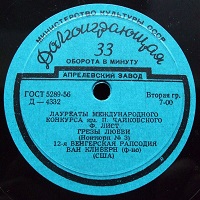 МИНИСТЕРСТВО КУЛЬТУРЫ СССР
Долгоиграющая
33
ОБОРОТА В МИНУТУ
АПРЕЛЕВСКИЙ ЗАВОД
ГОСТ 5289-56
Д — 4332
Вторая гр.
7-00
ЛАУРЕАТЫ МЕЖДУНАРОДНОГО
КОНКУРСА им. П. ЧАЙКОВСКОГО
Ф. ЛИСТ
ГРЕЗЫ ЛЮБВИ
(Ноктюрн № 3)
12-я ВЕНГЕРСКАЯ РАПСОДИЯ
ВАН КЛИБЕРН (ф-но)
(США)